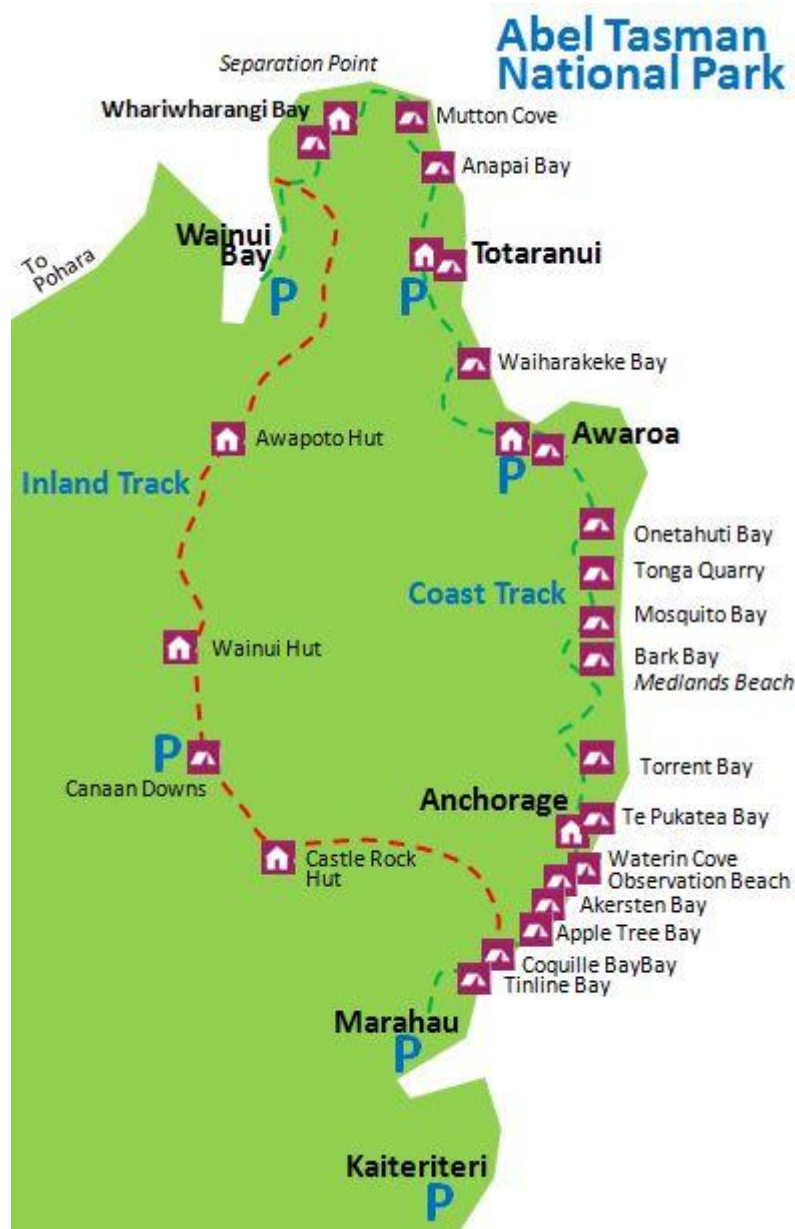 Abel Tasman
National Park
Separation Point
Whariwharangi Bay
Mutton Cove
Anapai Bay
Wainui
Bay
Totaranui
To
Pohara
P
P
Waiharakeke Bay
Awapoto Hut
Awaroa
P
Inland Track
Onetahuti Bay
Tonga Quarry
Coast Track
Mosquito Bay
Wainui Hut
Bark Bay
Medlands Beach
P
Canaan Downs
Torrent Bay
Anchorage
Te Pukatea Bay
Castle Rock
Hut
Waterin Cove
Observation Beach
Akersten Bay
Apple Tree Bay
Coquille BayBay
Tinline Bay
Marahau
P
Kaiteriteri
P